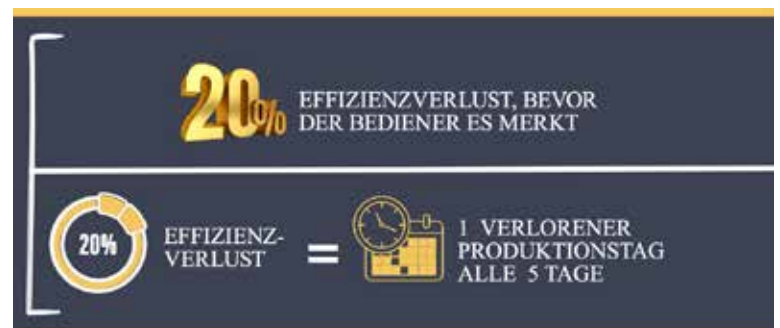 20% EFFIZIENZVERLUST, BEVOR
DER BEDIENER ES MERKT
20%
EFFIZIENZ-
VERLUST
=
1 VERLORENER
PRODUKTIONSTAG
ALLE 5 TAGE